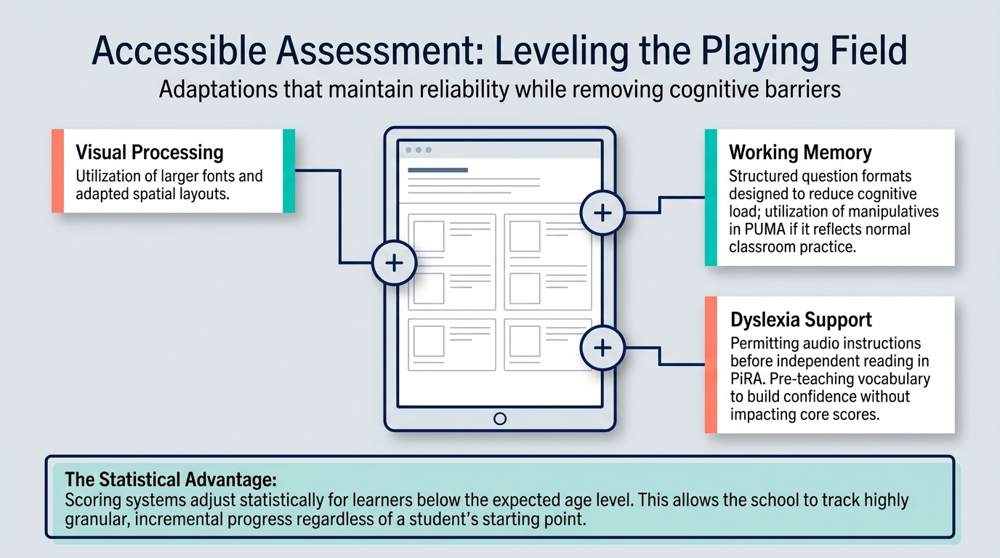 Accessible Assessment: Leveling the Playing Field
Adaptations that maintain reliability while removing cognitive barriers
Visual Processing
Utilization of larger fonts and
adapted spatial layouts.
Working Memory
Structured question formats
designed to reduce cognitive
load; utilization of manipulatives
in PUMA if it reflects normal
classroom practice.
Dyslexia Support
Permitting audio instructions
before independent reading in
PiRA. Pre-teaching vocabulary
to build confidence without
impacting core scores.
The Statistical Advantage:
Scoring systems adjust statistically for learners below the expected age level. This allows the school to track highly
granular, incremental progress regardless of a student's starting point.